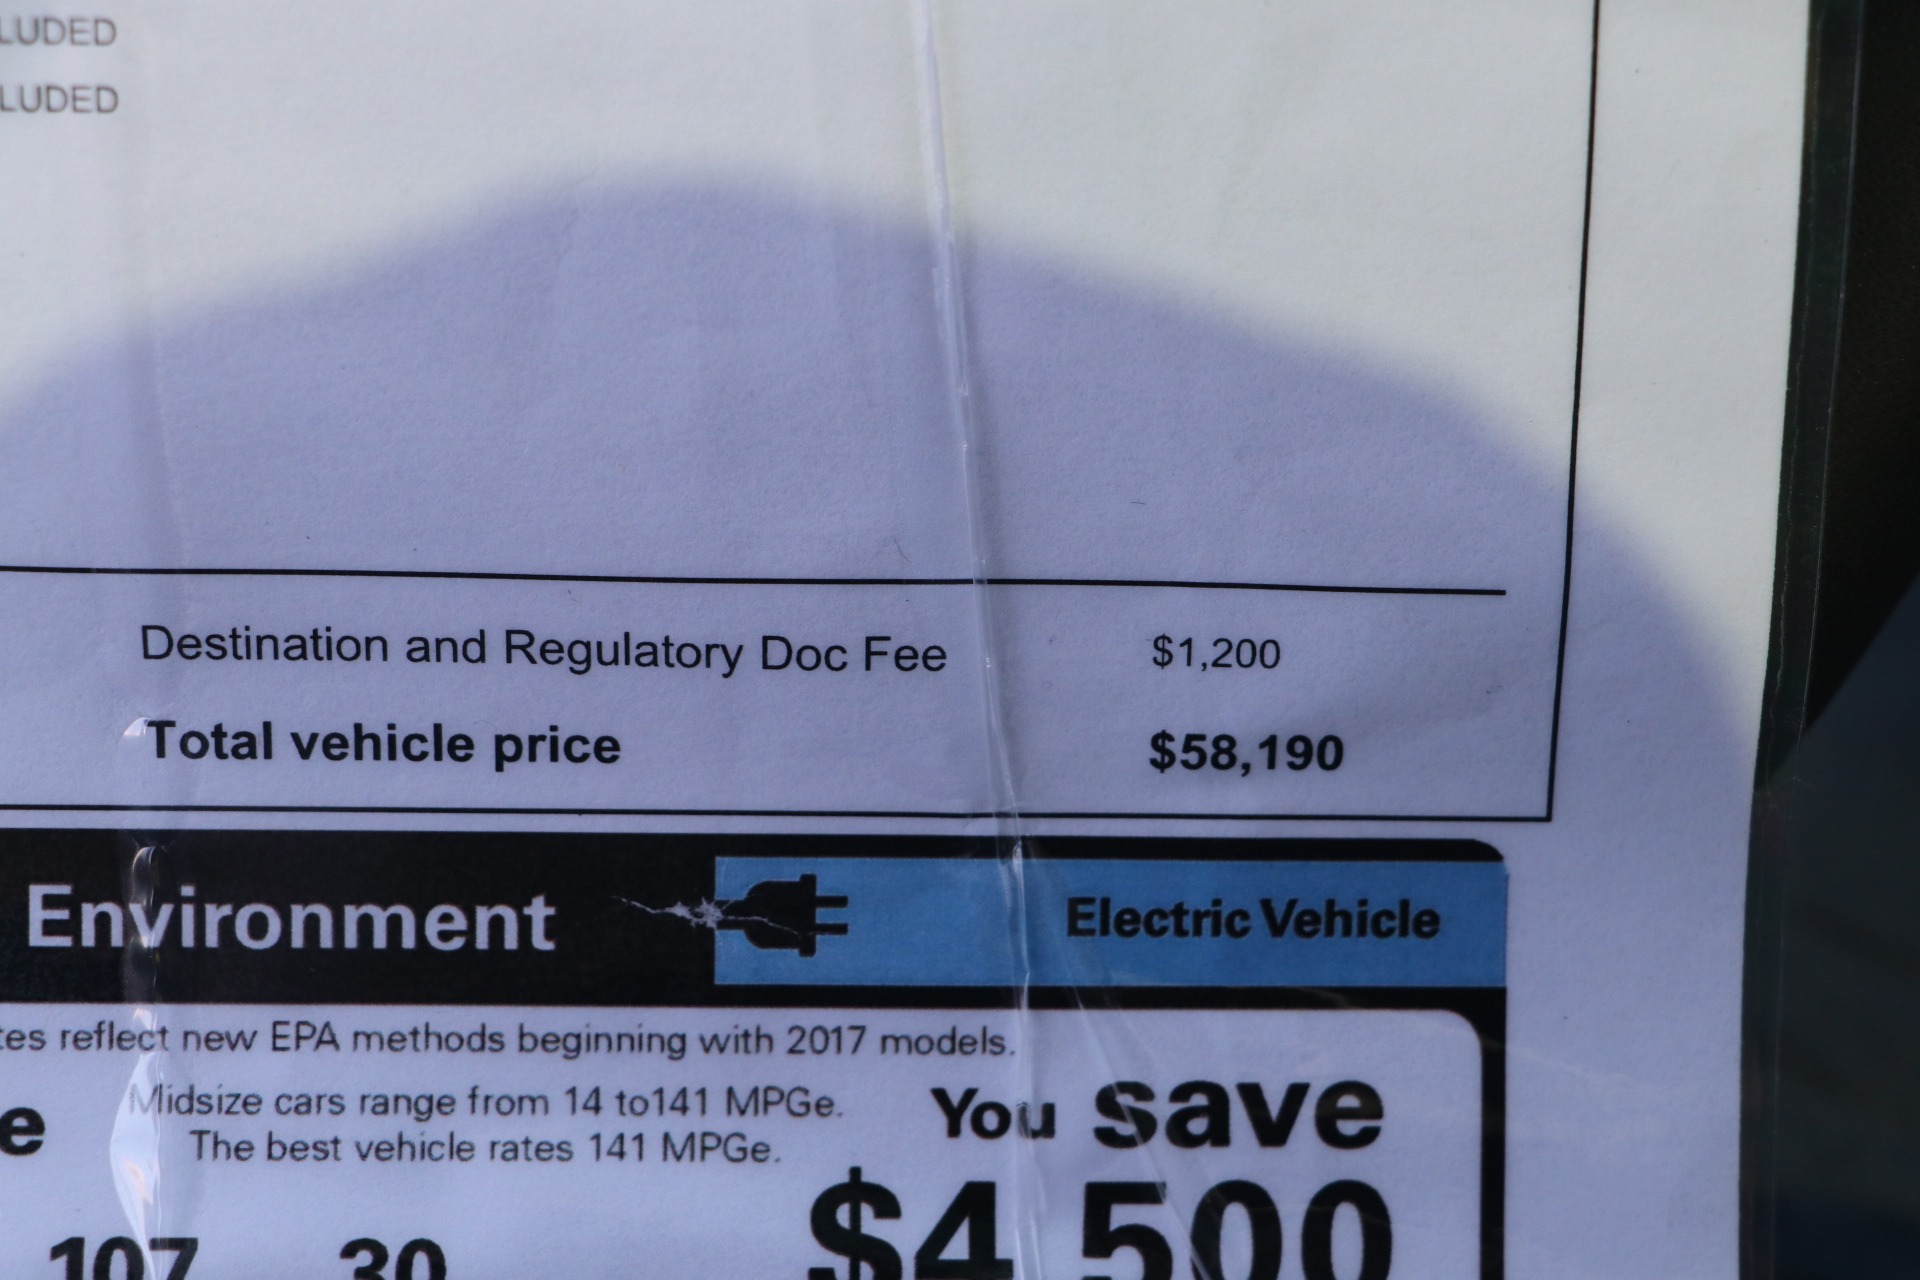 LUDED
LUDED
Destination and Regulatory Doc Fee $1,200
Total vehicle price $58,190
Environment Electric Vehicle
tes reflect new EPA methods beginning with 2017 models.
Midsize cars range from 14 to141 MPGe.
The best vehicle rates 141 MPGe.
e
You save
$4,500
107 30